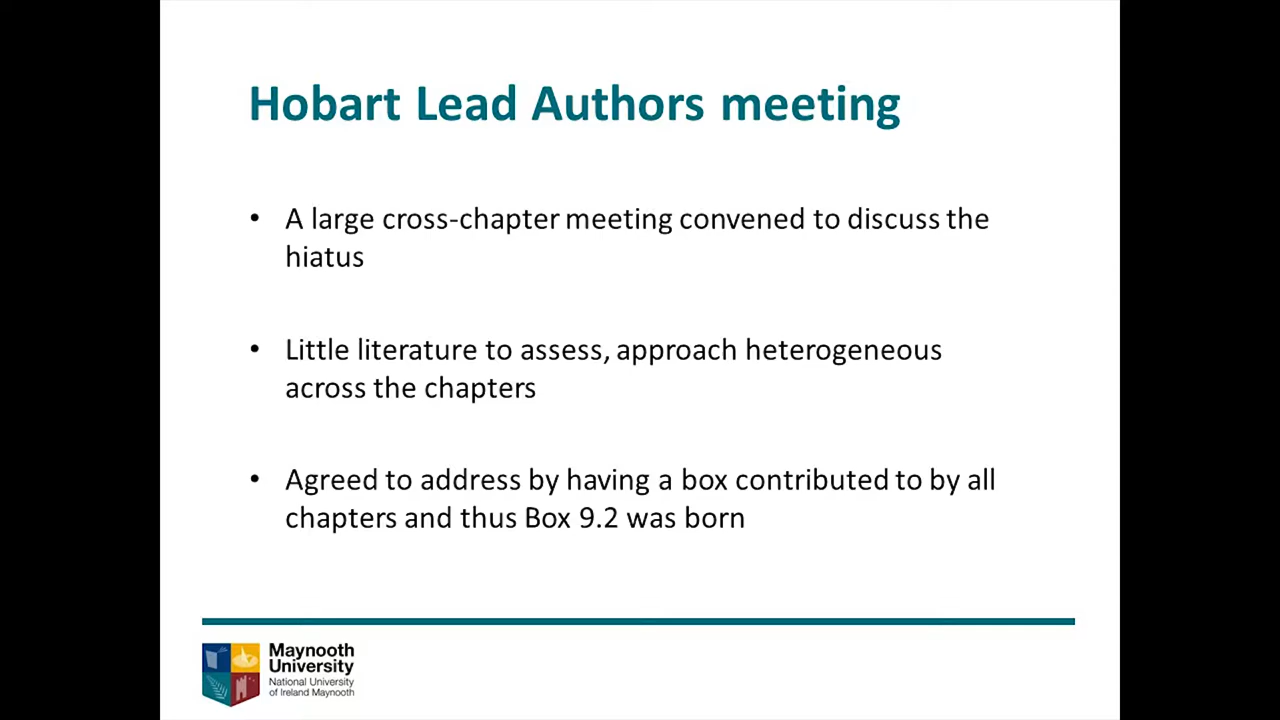 Hobart Lead Authors meeting
• A large cross-chapter meeting convened to discuss the
hiatus
• Little literature to assess, approach heterogeneous
across the chapters
• Agreed to address by having a box contributed to by all
chapters and thus Box 9.2 was born
Maynooth
University
National University
of Ireland Maynooth